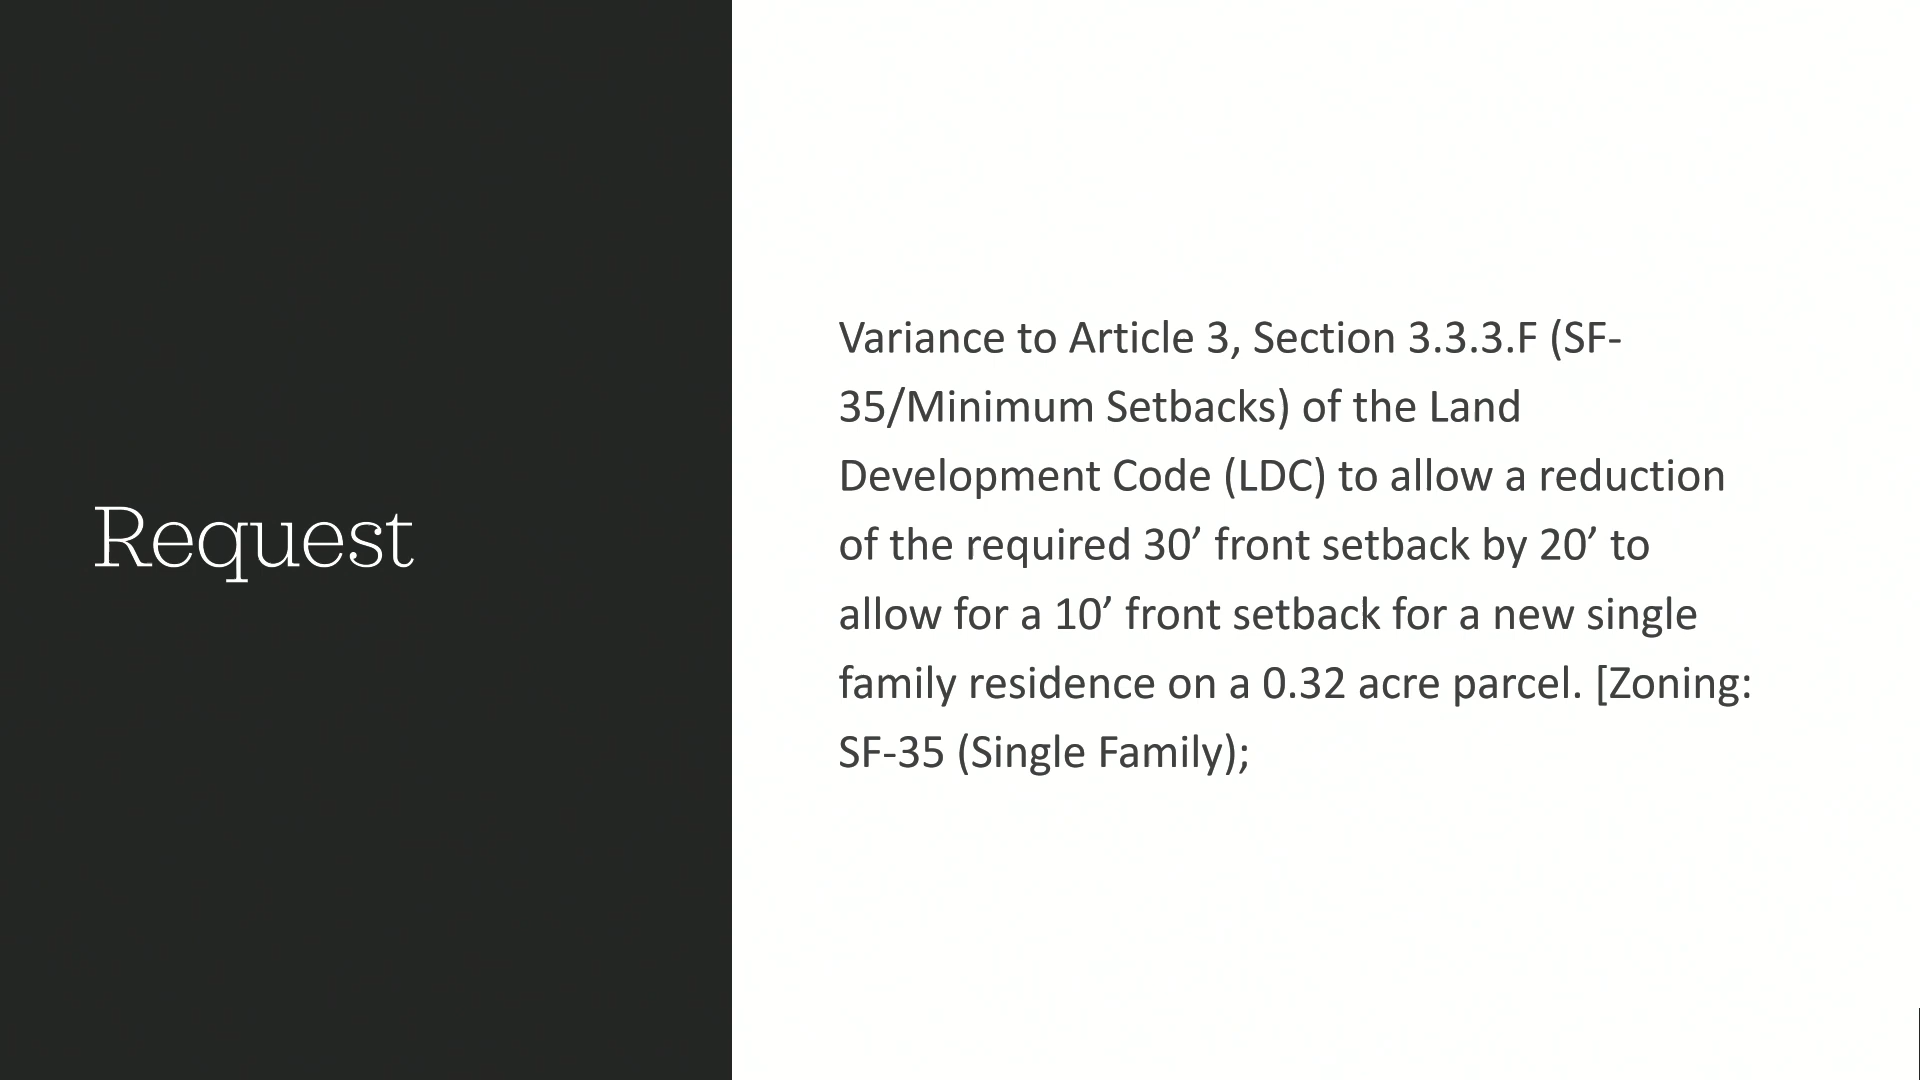 Request
Variance to Article 3, Section 3.3.3.F (SF-
35/Minimum Setbacks) of the Land
Development Code (LDC) to allow a reduction
of the required 30’ front setback by 20’ to
allow for a 10’ front setback for a new single
family residence on a 0.32 acre parcel. [Zoning:
SF-35 (Single Family);